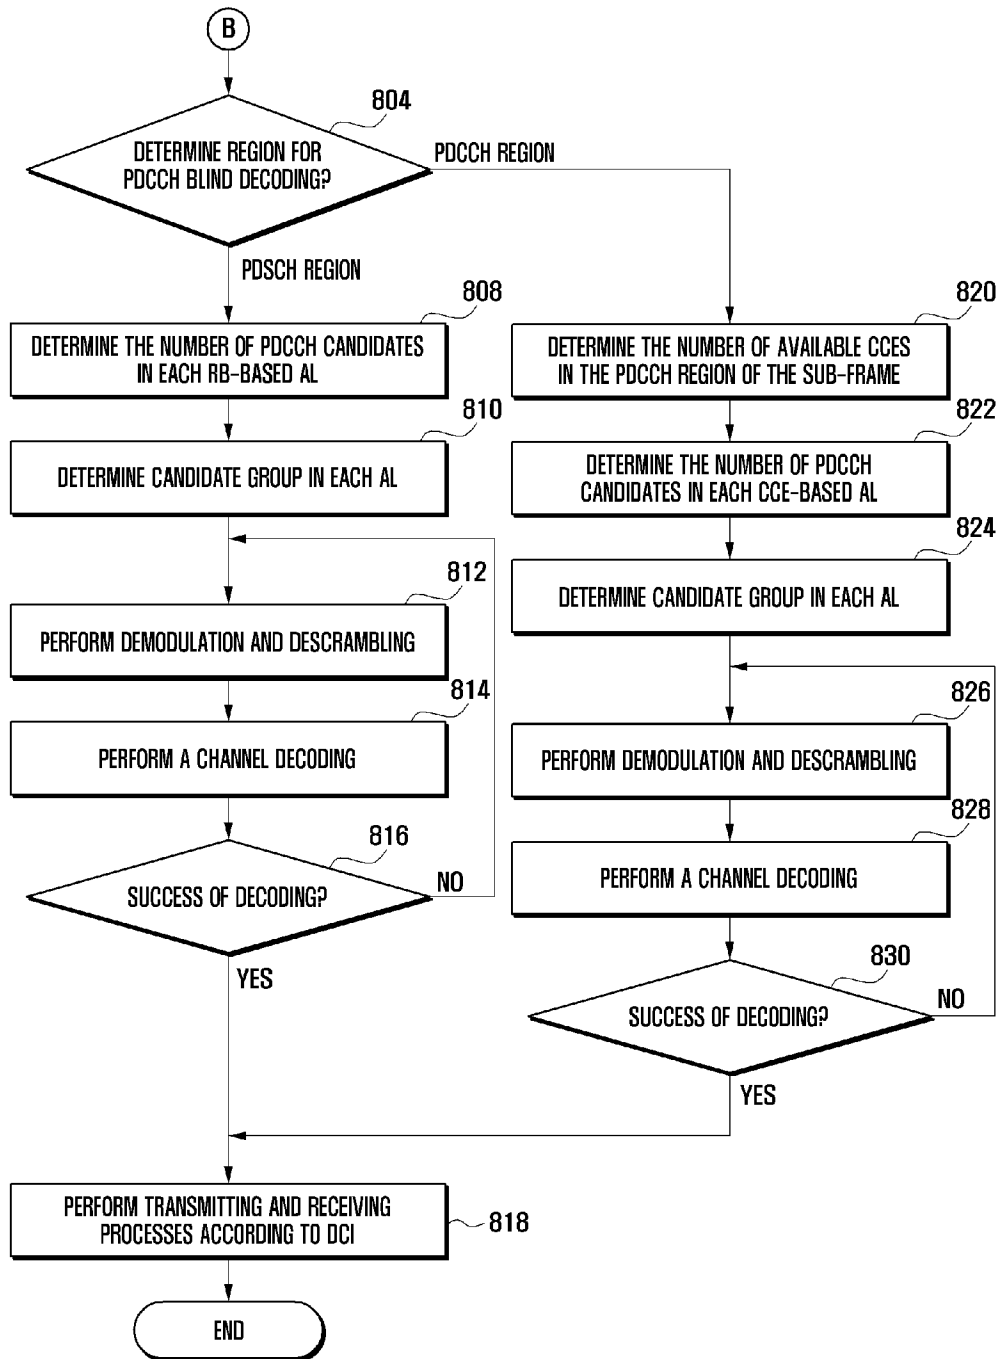 B
804
DETERMINE REGION FOR
PDCCH BLIND DECODING?
PDCCH REGION
PDSCH REGION
808
DETERMINE THE NUMBER OF PDCCH CANDIDATES
IN EACH RB-BASED AL
810
DETERMINE CANDIDATE GROUP IN EACH AL
812
PERFORM DEMODULATION AND DESCRAMBLING
814
PERFORM A CHANNEL DECODING
816
SUCCESS OF DECODING?
NO
YES
820
DETERMINE THE NUMBER OF AVAILABLE CCES
IN THE PDCCH REGION OF THE SUB-FRAME
822
DETERMINE THE NUMBER OF PDCCH
CANDIDATES IN EACH CCE-BASED AL
824
DETERMINE CANDIDATE GROUP IN EACH AL
826
PERFORM DEMODULATION AND DESCRAMBLING
828
PERFORM A CHANNEL DECODING
830
SUCCESS OF DECODING?
NO
YES
PERFORM TRANSMITTING AND RECEIVING
PROCESSES ACCORDING TO DCI
818
END